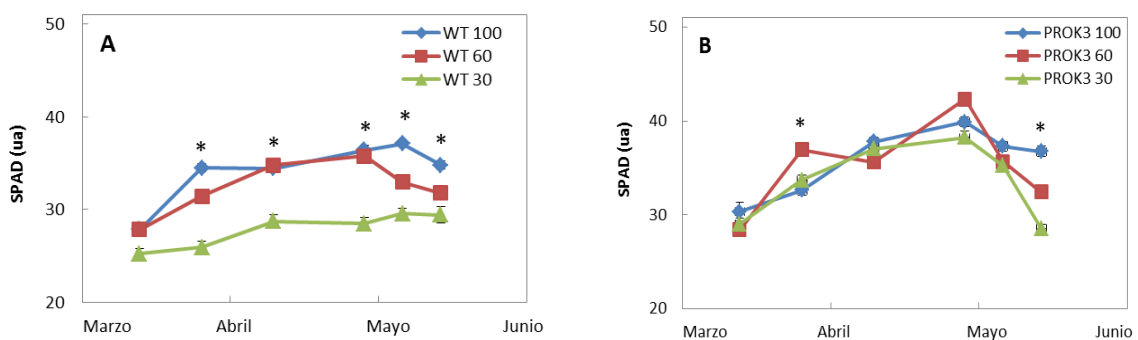 A
WT 100
WT 60
WT 30
SPAD (ua)
50
40
30
20
*
*
*
*
*
Marzo Abril Mayo Junio
B
PROK3 100
PROK3 60
PROK3 30
SPAD (ua)
50
40
30
20
*
*
Marzo Abril Mayo Junio